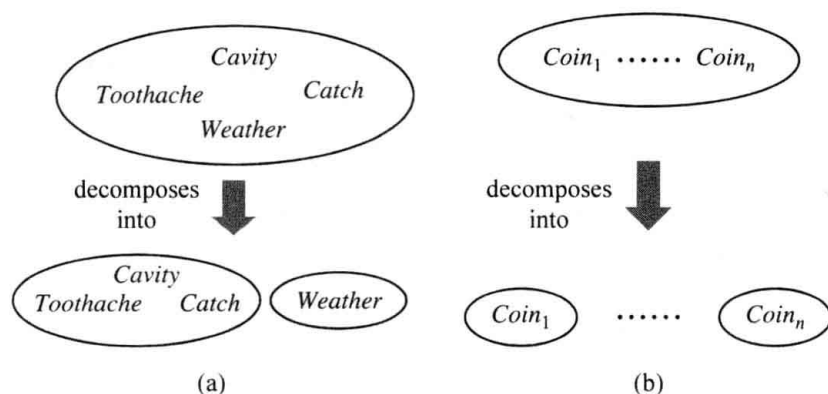 Cavity
Toothache Catch
Weather
decomposes
into
Cavity
Toothache Catch
Weather
(a)
Coin₁ ...... Coinₙ
decomposes
into
Coin₁ ...... Coinₙ
(b)